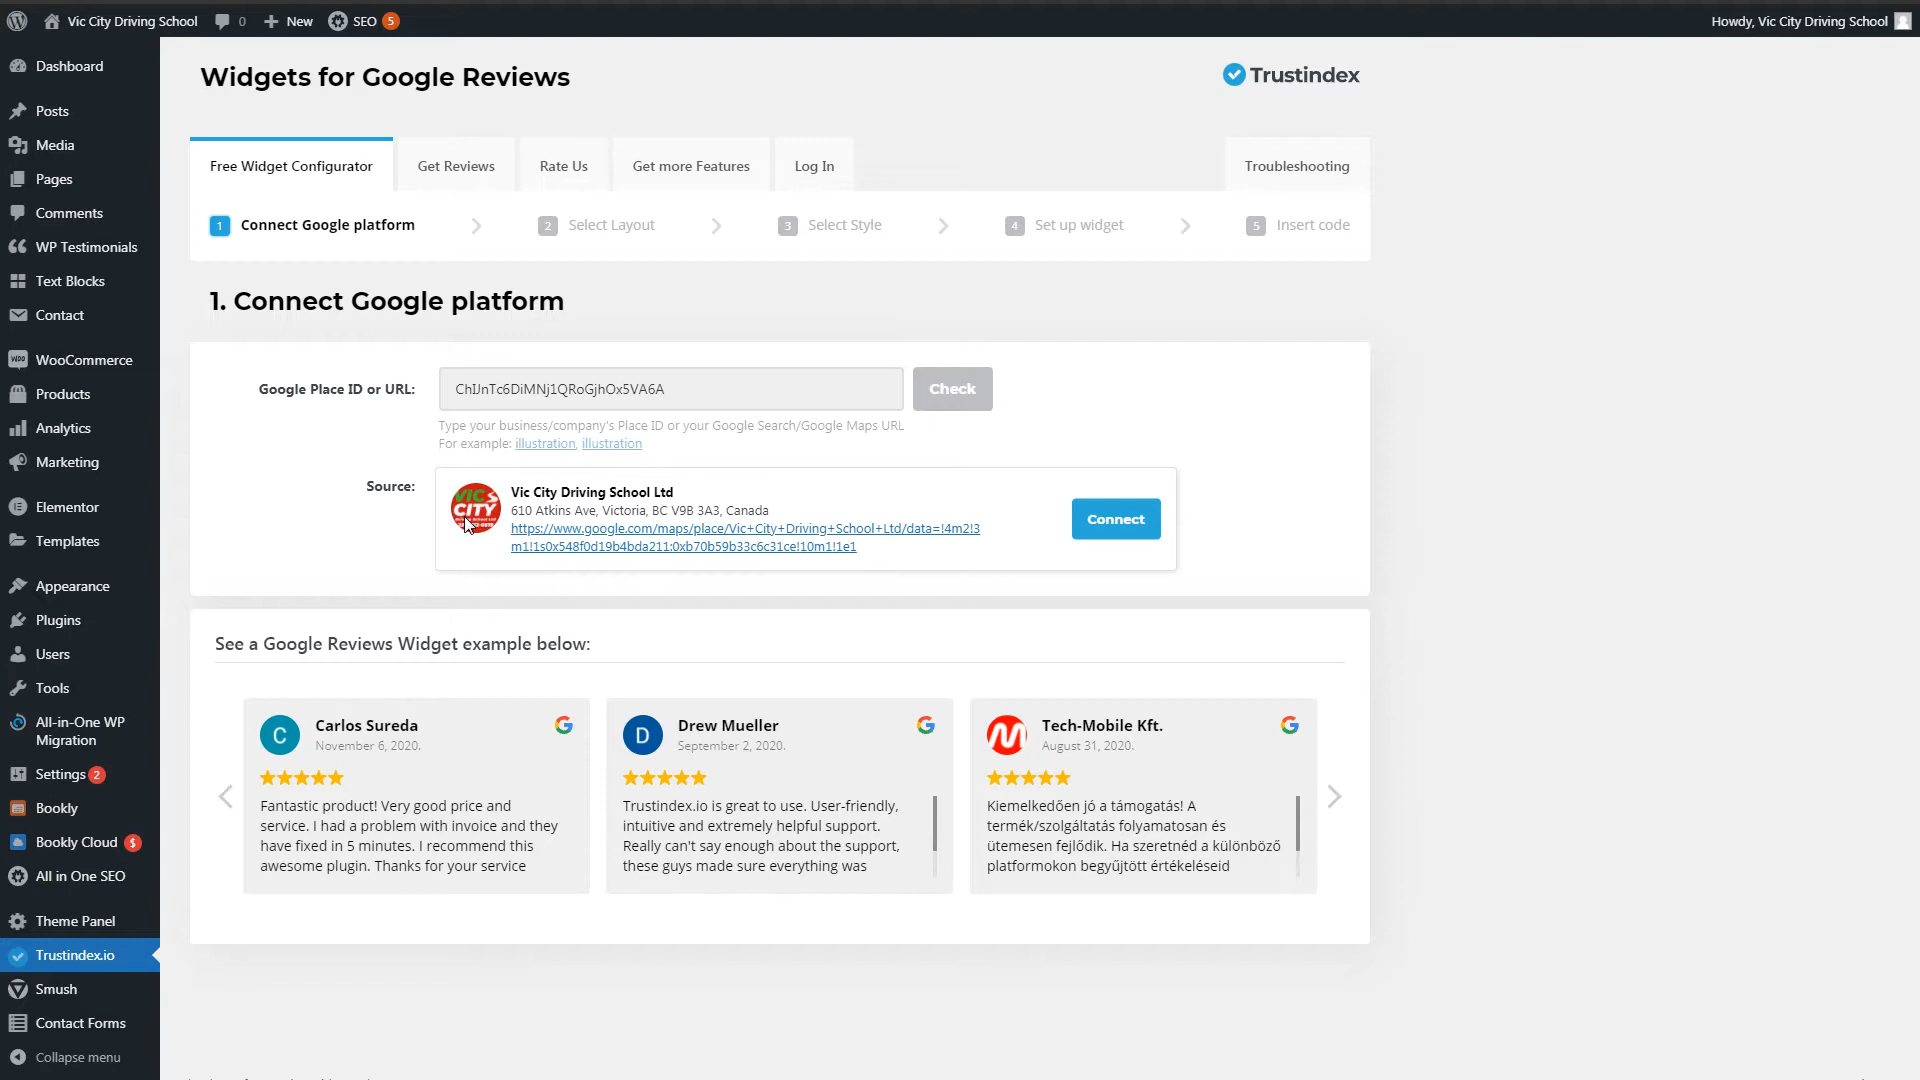 Vic City Driving School
0
New
SEO
5
Howdy, Vic City Driving School
Dashboard
Posts
Media
Pages
Comments
WP Testimonials
Text Blocks
Contact
WooCommerce
Products
Analytics
Marketing
Elementor
Templates
Appearance
Plugins
Users
Tools
All-in-One WP
Migration
Settings 2
Bookly
Bookly Cloud $
All in One SEO
Theme Panel
Trustindex.io
Smush
Contact Forms
Collapse menu
Widgets for Google Reviews
Trustindex
Free Widget Configurator
Get Reviews
Rate Us
Get more Features
Log In
Troubleshooting
1 Connect Google platform
2 Select Layout
3 Select Style
4 Set up widget
5 Insert code
1. Connect Google platform
Google Place ID or URL:
ChIJnTc6DiMNj1QRoGjhOx5VA6A
Check
Type your business/company's Place ID or your Google Search/Google Maps URL
For example: illustration, illustration
Source:
VIC
CITY
Vic City Driving School Ltd
610 Atkins Ave, Victoria, BC V9B 3A3, Canada
https://www.google.com/maps/place/Vic+City+Driving+School+Ltd/data=!4m2!3
m1!1s0x548f0d19b4bda211:0xb70b59b33c6c31ce!10m1!1e1
Connect
See a Google Reviews Widget example below:
C
Carlos Sureda
November 6, 2020.
Fantastic product! Very good price and
service. I had a problem with invoice and they
have fixed in 5 minutes. I recommend this
awesome plugin. Thanks for your service
D
Drew Mueller
September 2, 2020.
Trustindex.io is great to use. User-friendly,
intuitive and extremely helpful support.
Really can't say enough about the support,
these guys made sure everything was
Tech-Mobile Kft.
August 31, 2020.
Kiemelkedően jó a támogatás! A
termék/szolgáltatás folyamatosan és
ütemesen fejlődik. Ha szeretnéd a különböző
platformokon begyűjtött értékeléseid